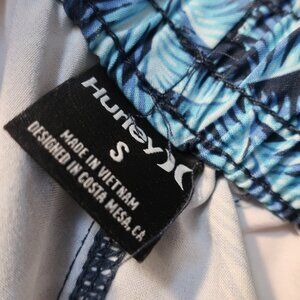 Hurley
S
MADE IN VIETNAM
DESIGNED IN COSTA MESA, CA